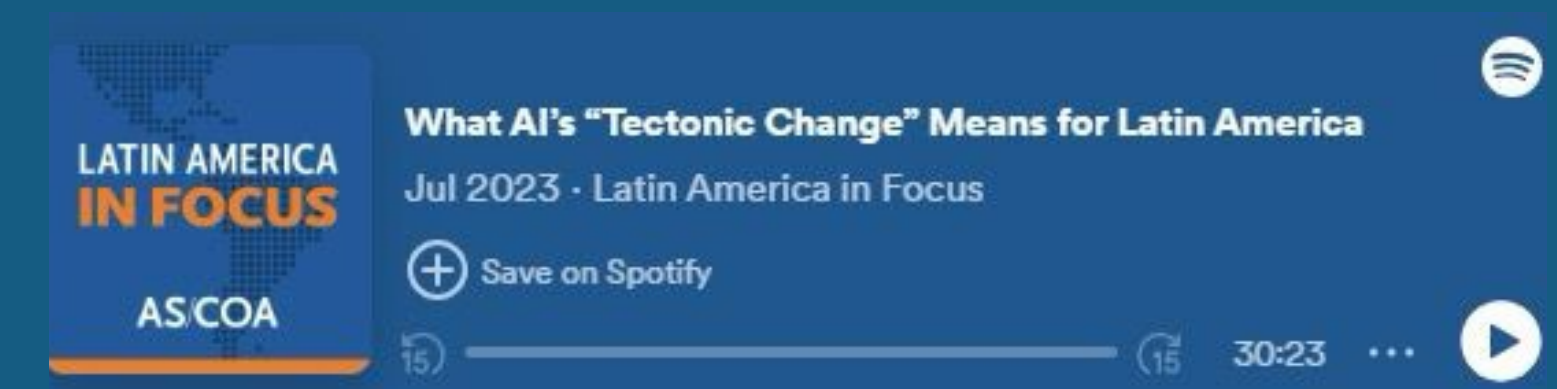 LATIN AMERICA
IN FOCUS
AS/COA
What AI’s “Tectonic Change” Means for Latin America
Jul 2023 · Latin America in Focus
Save on Spotify
15
15
30:23